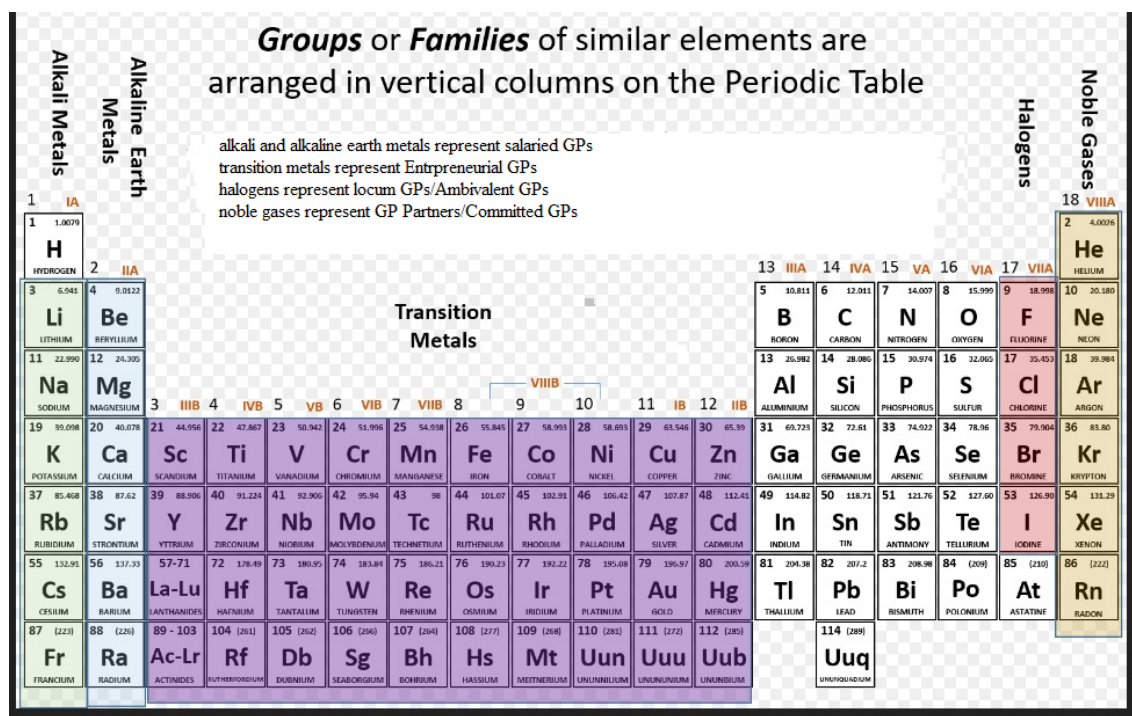 Groups or Families of similar elements are
arranged in vertical columns on the Periodic Table
Alkali Metals
Alkaline Earth
Metals
Halogens
Noble Gases
alkali and alkaline earth metals represent salaried GPs
transition metals represent Entrpreneurial GPs
halogens represent locum GPs/Ambivalent GPs
noble gases represent GP Partners/Committed GPs
1 IA
18 VIIIA
1 1.0079
H
HYDROGEN
2 4.0026
He
HELIUM
2 IIA
13 IIIA 14 IVA 15 VA 16 VIA 17 VIIA
3 6.941 4 9.0122 5 10.811 6 12.011 7 14.007 8 15.999 9 18.998 10 20.180
Li Be B C N O F Ne
LITHIUM BERYLLIUM BORON CARBON NITROGEN OXYGEN FLUORINE NEON
Transition
Metals
11 22.990 12 24.305 13 26.982 14 28.086 15 30.974 16 32.065 17 35.453 18 39.984
Na Mg Al Si P S Cl Ar
SODIUM MAGNESIUM ALUMINIUM SILICON PHOSPHORUS SULFUR CHLORINE ARGON
VIIIB
3 IIIB 4 IVB 5 VB 6 VIB 7 VIIB 8 9 10 11 IB 12 IIB
19 39.098 20 40.078 21 44.956 22 47.867 23 50.942 24 51.996 25 54.938 26 55.845 27 58.993 28 58.693 29 63.546 30 65.39 31 69.723 32 72.61 33 74.922 34 78.96 35 79.904 36 83.80
K Ca Sc Ti V Cr Mn Fe Co Ni Cu Zn Ga Ge As Se Br Kr
POTASSIUM CALCIUM SCANDIUM TITANIUM VANADIUM CHROMIUM MANGANESE IRON COBALT NICKEL COPPER ZINC GALLIUM GERMANIUM ARSENIC SELENIUM BROMINE KRYPTON
37 85.468 38 87.62 39 88.906 40 91.224 41 92.906 42 95.94 43 98 44 101.07 45 102.91 46 106.42 47 107.87 48 112.41 49 114.82 50 118.71 51 121.76 52 127.60 53 126.90 54 131.29
Rb Sr Y Zr Nb Mo Tc Ru Rh Pd Ag Cd In Sn Sb Te I Xe
RUBIDIUM STRONTIUM YTTRIUM ZIRCONIUM NIOBIUM MOLYBDENUM TECHNETIUM RUTHENIUM RHODIUM PALLADIUM SILVER CADMIUM INDIUM TIN ANTIMONY TELLURIUM IODINE XENON
55 132.91 56 137.33 57-71 72 178.49 73 180.95 74 183.84 75 186.21 76 190.23 77 192.22 78 195.08 79 196.97 80 200.59 81 204.38 82 207.2 83 208.98 84 (209) 85 (210) 86 (222)
Cs Ba La-Lu Hf Ta W Re Os Ir Pt Au Hg Tl Pb Bi Po At Rn
CESIUM BARIUM LANTHANIDES HAFNIUM TANTALUM TUNGSTEN RHENIUM OSMIUM IRIDIUM PLATINUM GOLD MERCURY THALLIUM LEAD BISMUTH POLONIUM ASTATINE RADON
87 (223) 88 (226) 89 - 103 104 (261) 105 (262) 106 (266) 107 (264) 108 (277) 109 (268) 110 (281) 111 (272) 112 (285) 114 (289)
Fr Ra Ac-Lr Rf Db Sg Bh Hs Mt Uun Uuu Uub Uuq
FRANCIUM RADIUM ACTINIDES RUTHERFORDIUM DUBNIUM SEABORGIUM BOHRIUM HASSIUM MEITNERIUM UNUNNILIUM UNUNUNIUM UNUNBIUM UNUNQUADIUM